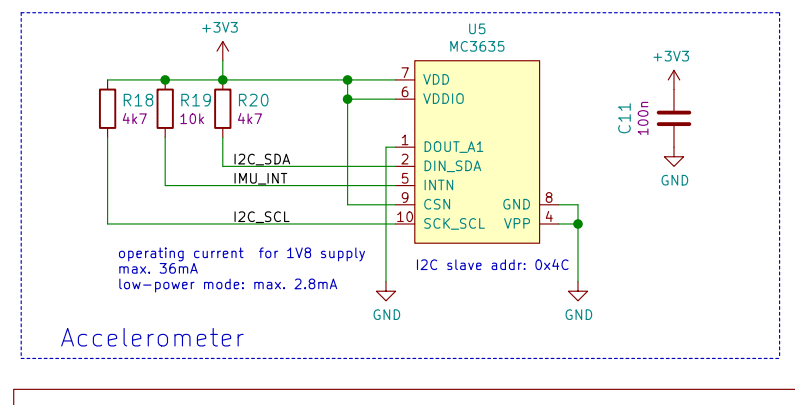 +3V3
U5
MC3635
+3V3
7 VDD
6 VDDIO
R18
4k7
R19
10k
R20
4k7
C11
100n
1 DOUT_A1
I2C_SDA 2 DIN_SDA
IMU_INT 5 INTN
9 CSN GND 8
I2C_SCL 10 SCK_SCL VPP 4
GND
operating current  for 1V8 supply
max. 36mA
low-power mode: max. 2.8mA
I2C slave addr: 0x4C
GND
GND
Accelerometer